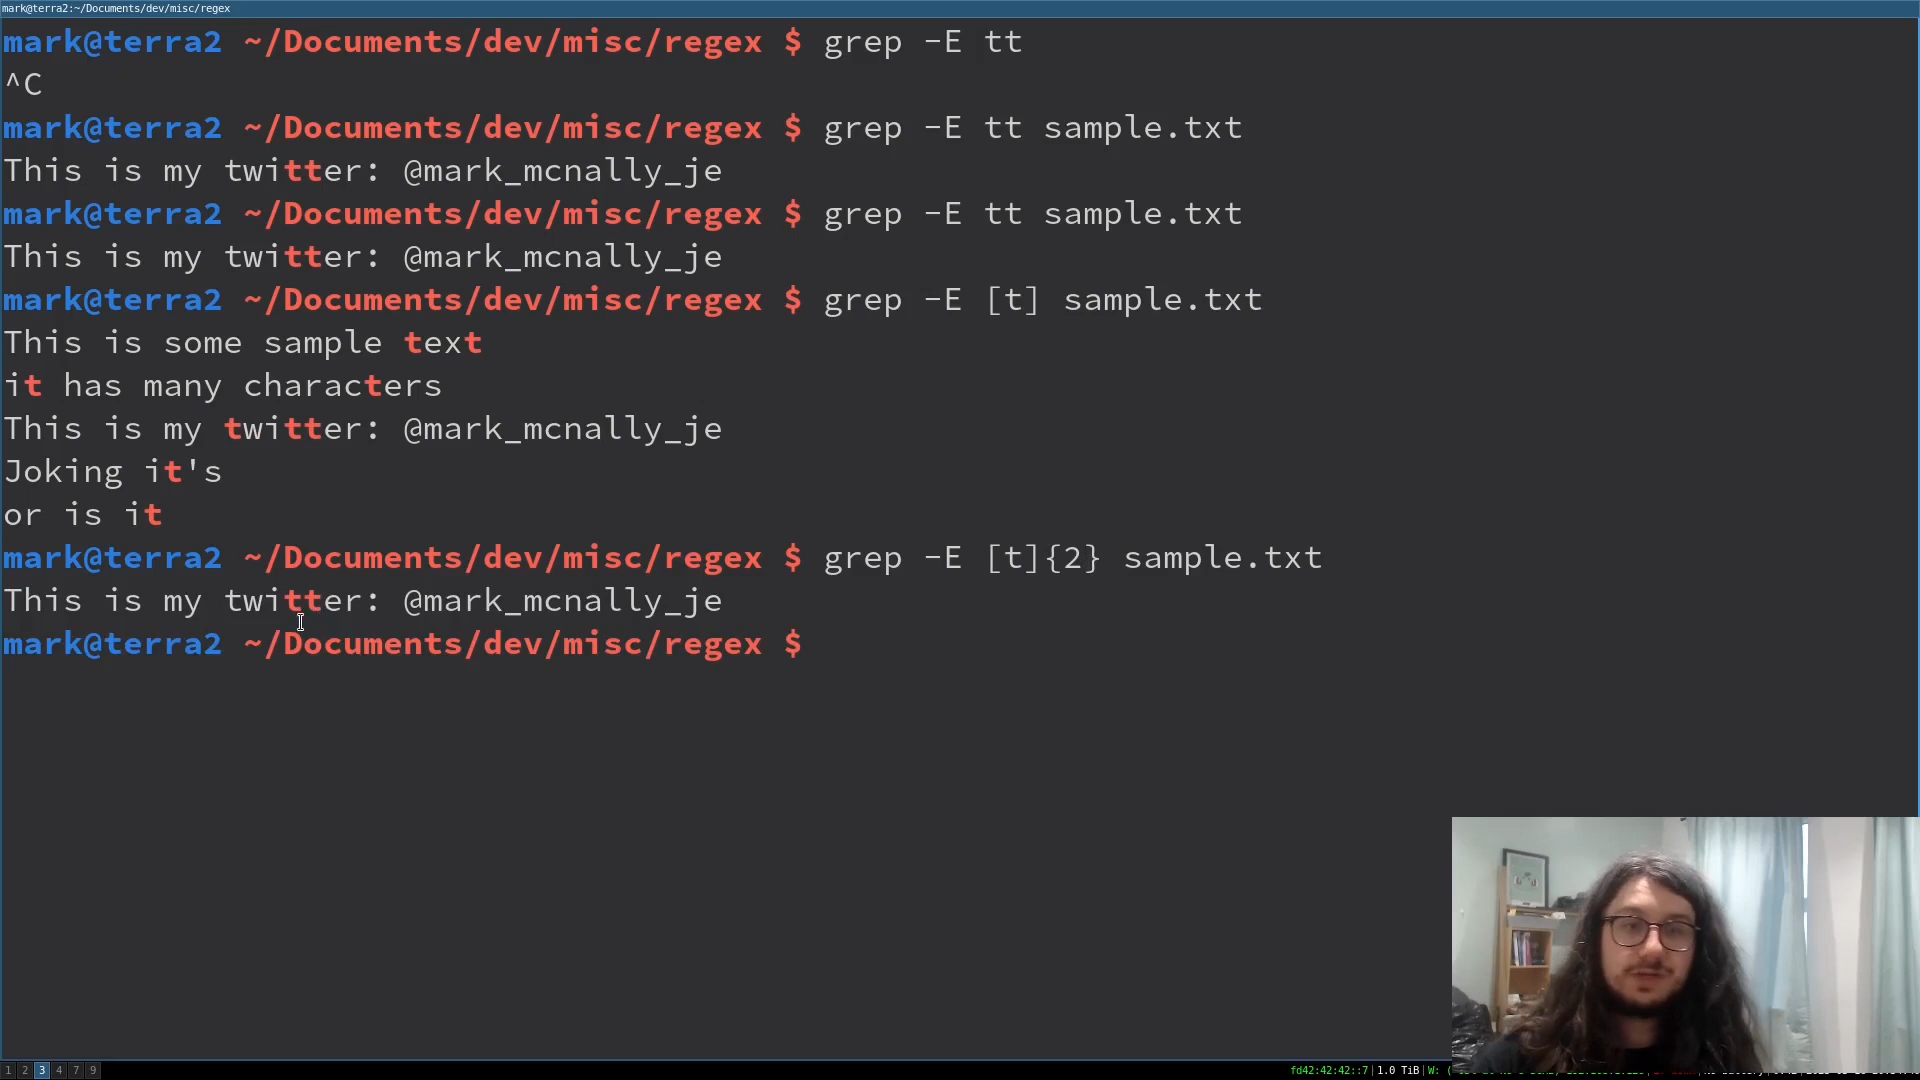 mark@terra2:~/Documents/dev/misc/regex
mark@terra2 ~/Documents/dev/misc/regex $ grep -E tt
^C
mark@terra2 ~/Documents/dev/misc/regex $ grep -E tt sample.txt
This is my twitter: @mark_mcnally_je
mark@terra2 ~/Documents/dev/misc/regex $ grep -E tt sample.txt
This is my twitter: @mark_mcnally_je
mark@terra2 ~/Documents/dev/misc/regex $ grep -E [t] sample.txt
This is some sample text
it has many characters
This is my twitter: @mark_mcnally_je
Joking it's
or is it
mark@terra2 ~/Documents/dev/misc/regex $ grep -E [t]{2} sample.txt
This is my twitter: @mark_mcnally_je
mark@terra2 ~/Documents/dev/misc/regex $
1 2 3 4 7 9 fd42:42:42::7|1.0 TiB|W: (